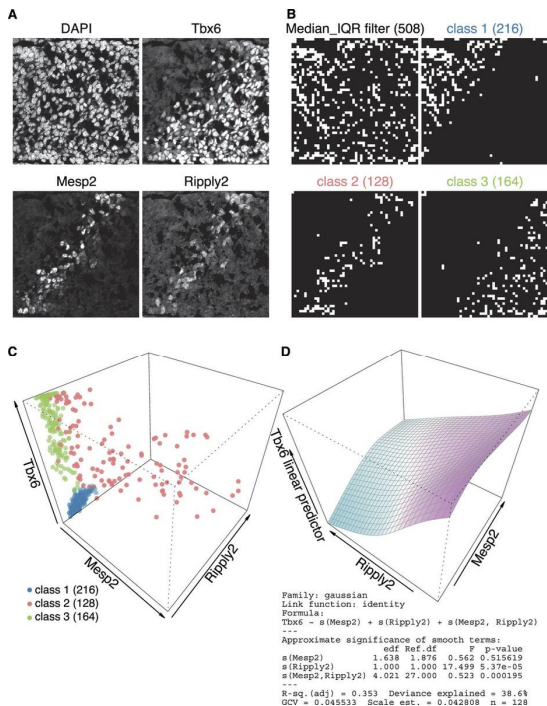 A
DAPI
Tbx6
Mesp2
Ripply2
B
Median_IQR filter (508)
class 1 (216)
class 2 (128)
class 3 (164)
C
Tbx6
Mesp2
Ripply2
class 1 (216)
class 2 (128)
class 3 (164)
D
Tbx6 linear predictor
Ripply2
Mesp2
Family: gaussian
Link function: identity
Formula:
Tbx6 ~ s(Mesp2) + s(Ripply2) + s(Mesp2, Ripply2)
---
Approximate significance of smooth terms:
edf Ref.df F p-value
s(Mesp2) 1.638 1.876 0.562 0.515619
s(Ripply2) 1.000 1.000 17.499 5.37e-05
s(Mesp2,Ripply2) 4.021 27.000 0.523 0.000195
---
R-sq.(adj) = 0.353 Deviance explained = 38.6%
GCV = 0.045533 Scale est. = 0.042808 n = 128